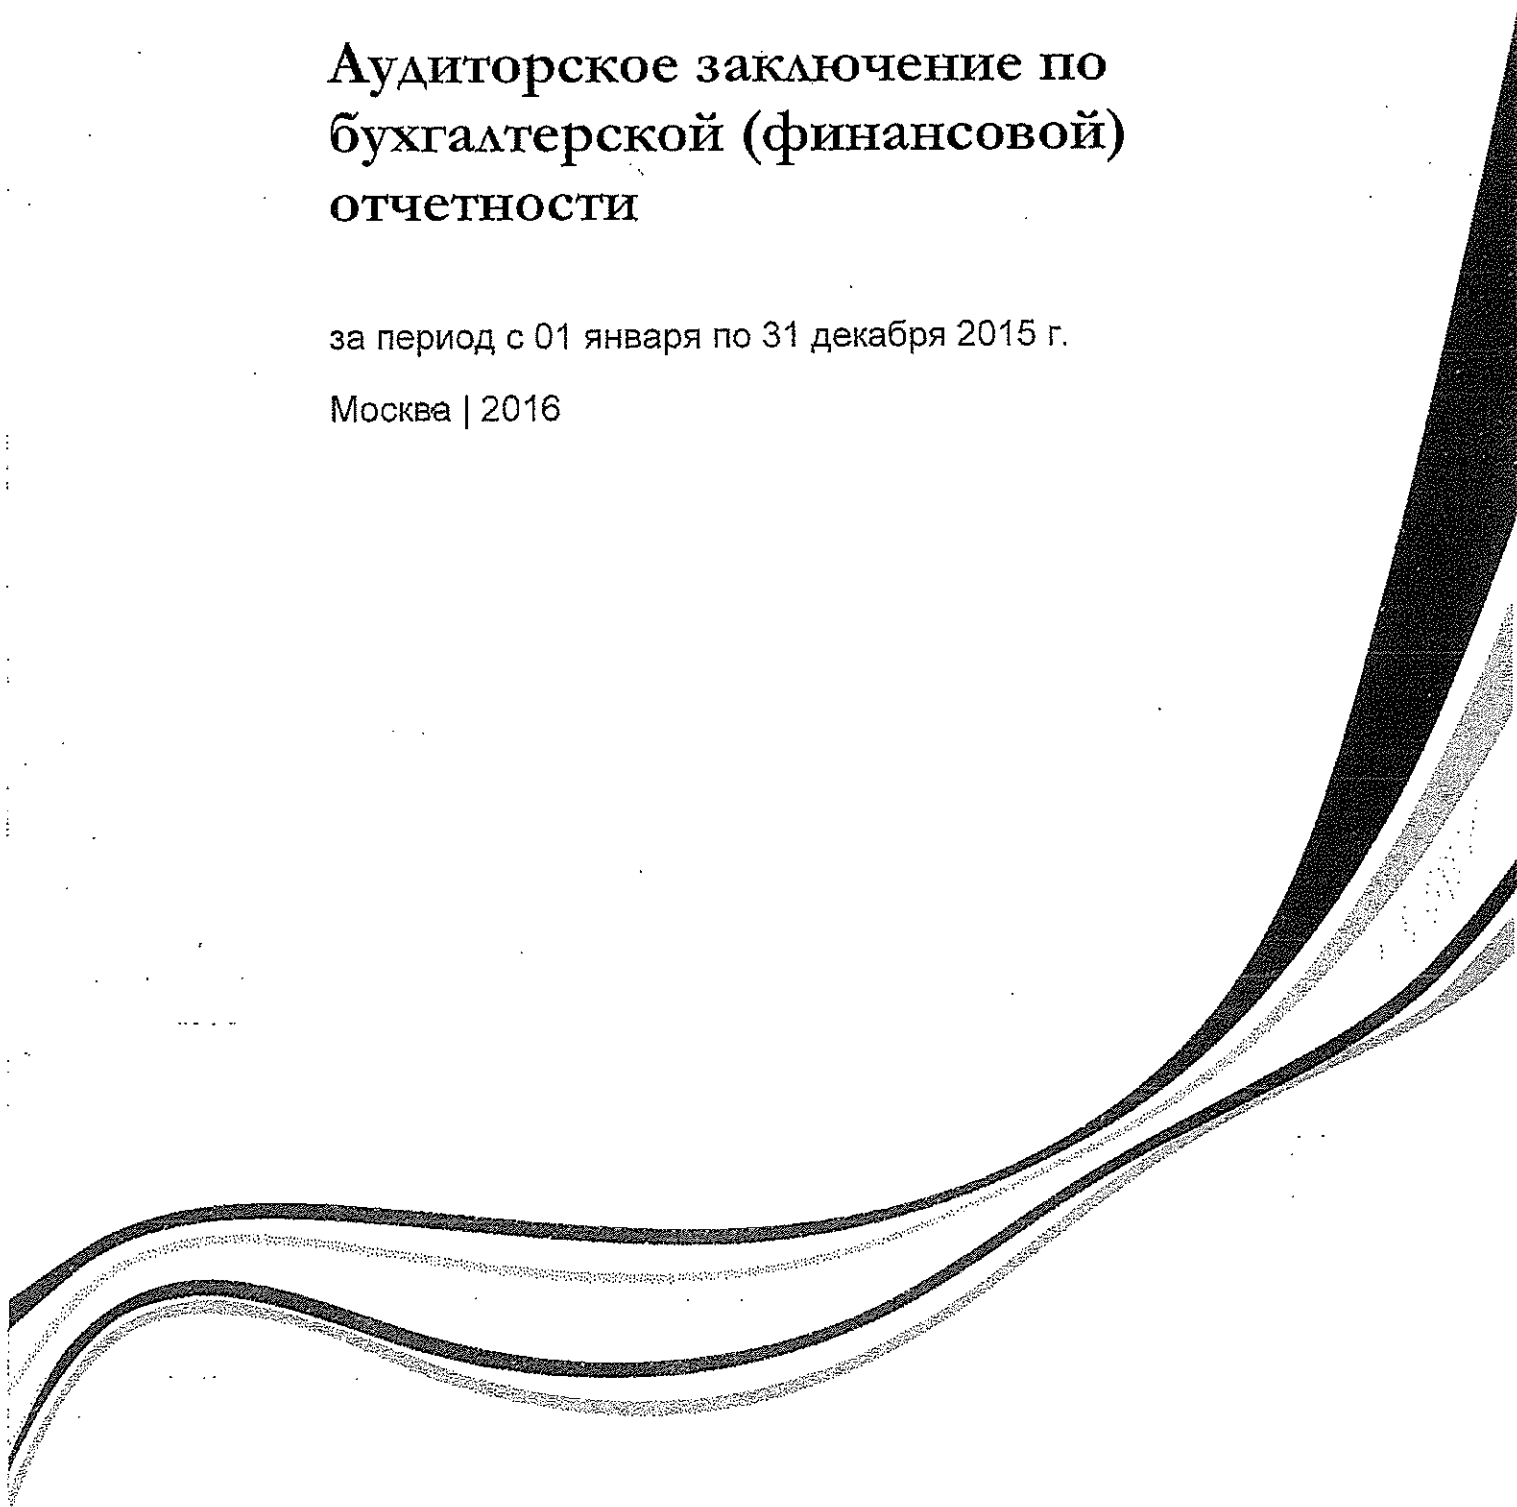 Аудиторское заключение по
бухгалтерской (финансовой)
отчетности
за период с 01 января по 31 декабря 2015 г.
Москва | 2016